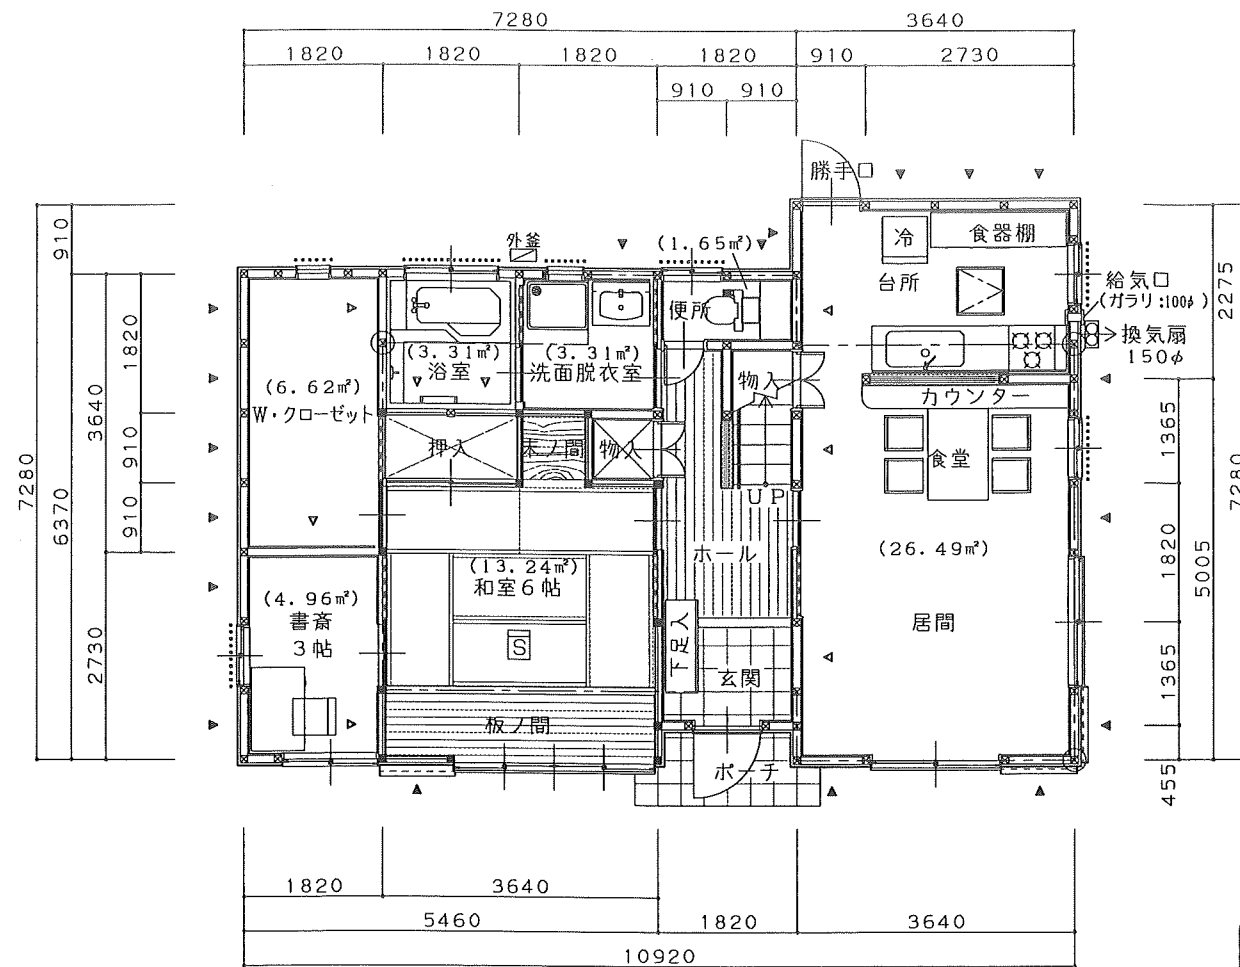 7280
3640
1820
1820
1820
1820
910
2730
910
910
勝手口
外釜
(1.65㎡)
冷
食器棚
台所
給気口
(ガラリ:100φ)
換気扇
150φ
便所
(3.31㎡)
浴室
(3.31㎡)
洗面脱衣室
物入
(6.62㎡)
W・クローゼット
カウンター
押入
木ノ間
物入
食堂
UP
ホール
(26.49㎡)
(13.24㎡)
和室6帖
(4.96㎡)
書斎
3帖
S
下足入
玄関
居間
板ノ間
ポーチ
910
1820
3640
910
7280
6370
910
2730
2275
1365
7280
1820
5005
1365
455
1820
3640
5460
1820
3640
10920